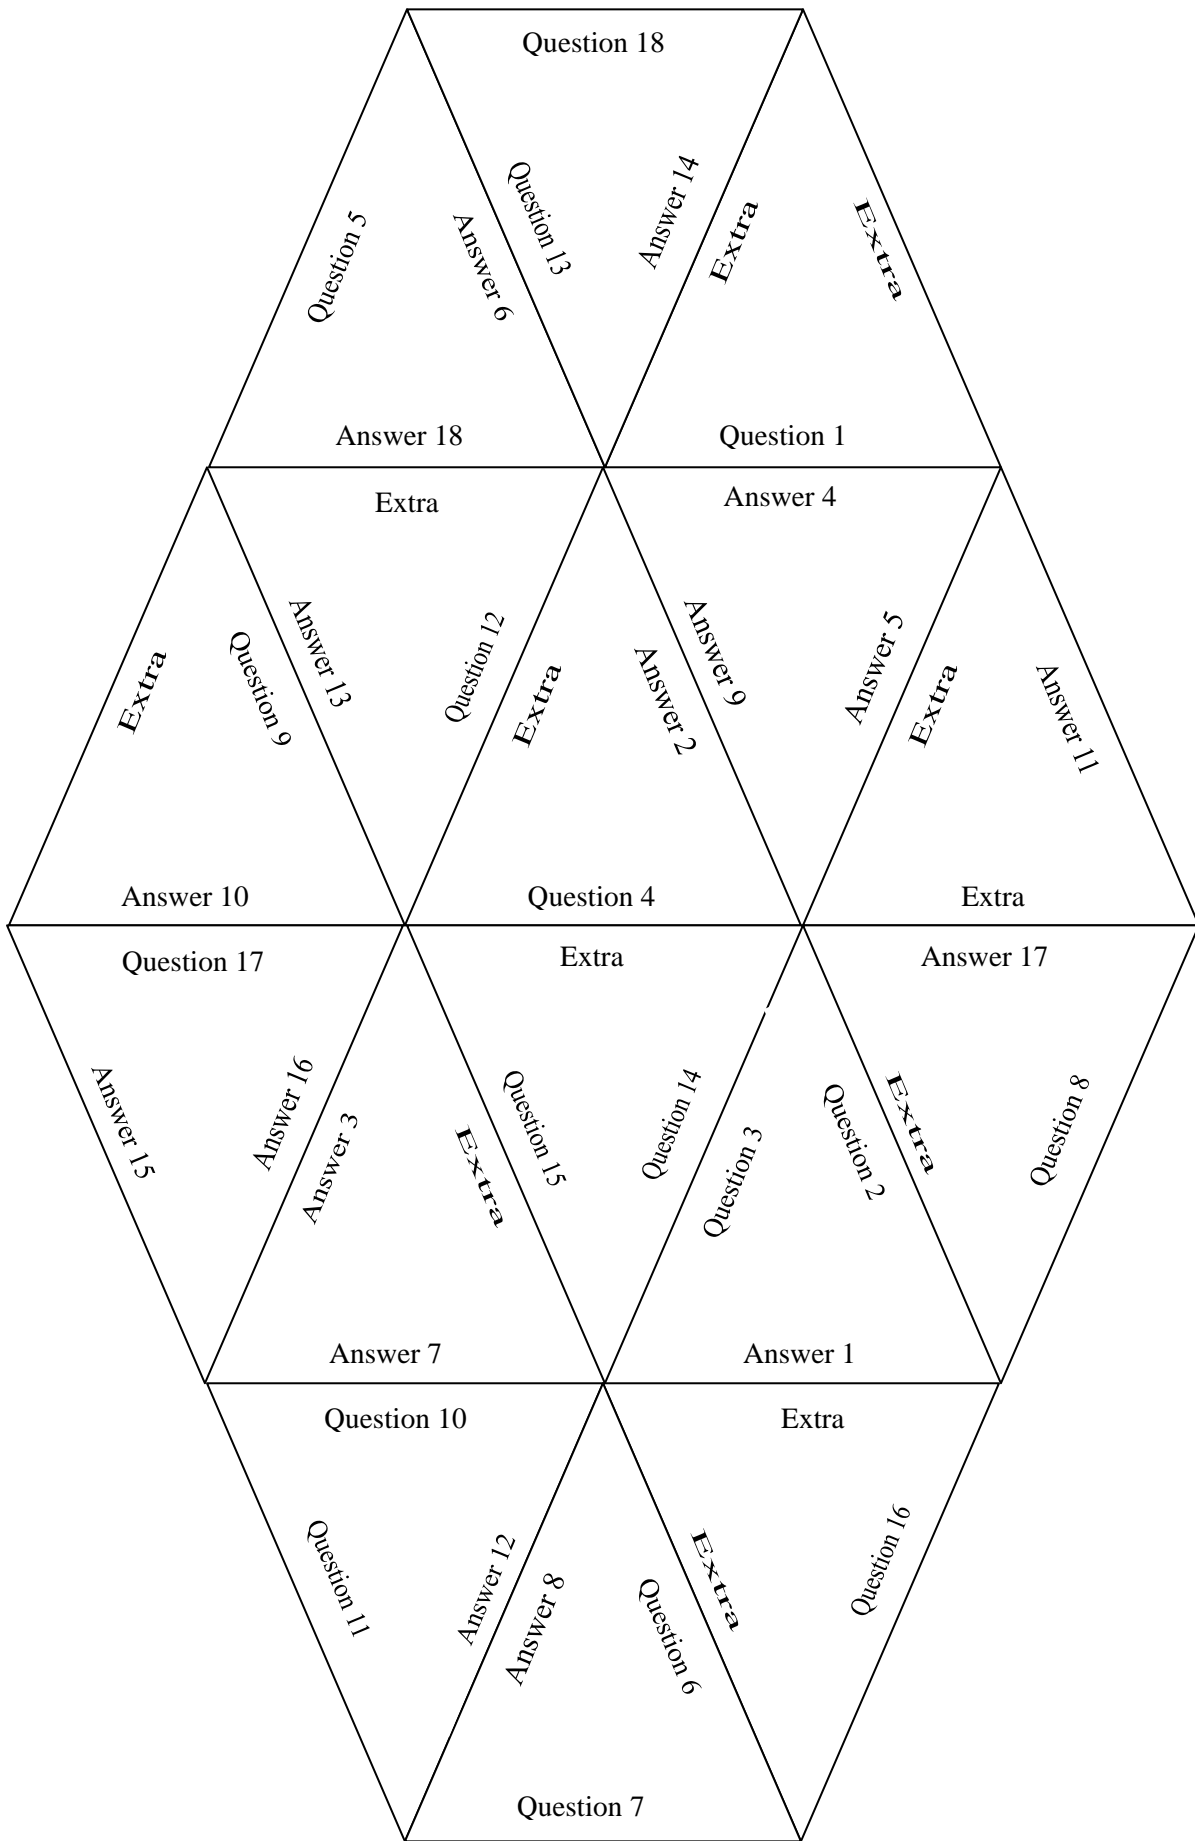 Question 18
Question 5
Answer 6
Question 13
Answer 14
Extra
Extra
Answer 18
Question 1
Extra
Answer 4
Extra
Question 9
Answer 13
Question 12
Extra
Answer 2
Answer 9
Answer 5
Extra
Answer 11
Answer 10
Question 4
Extra
Question 17
Extra
Answer 17
Answer 15
Answer 16
Answer 3
Extra
Question 15
Question 14
Question 3
Question 2
Extra
Question 8
Answer 7
Answer 1
Question 10
Extra
Question 11
Answer 12
Answer 8
Question 6
Extra
Question 16
Question 7